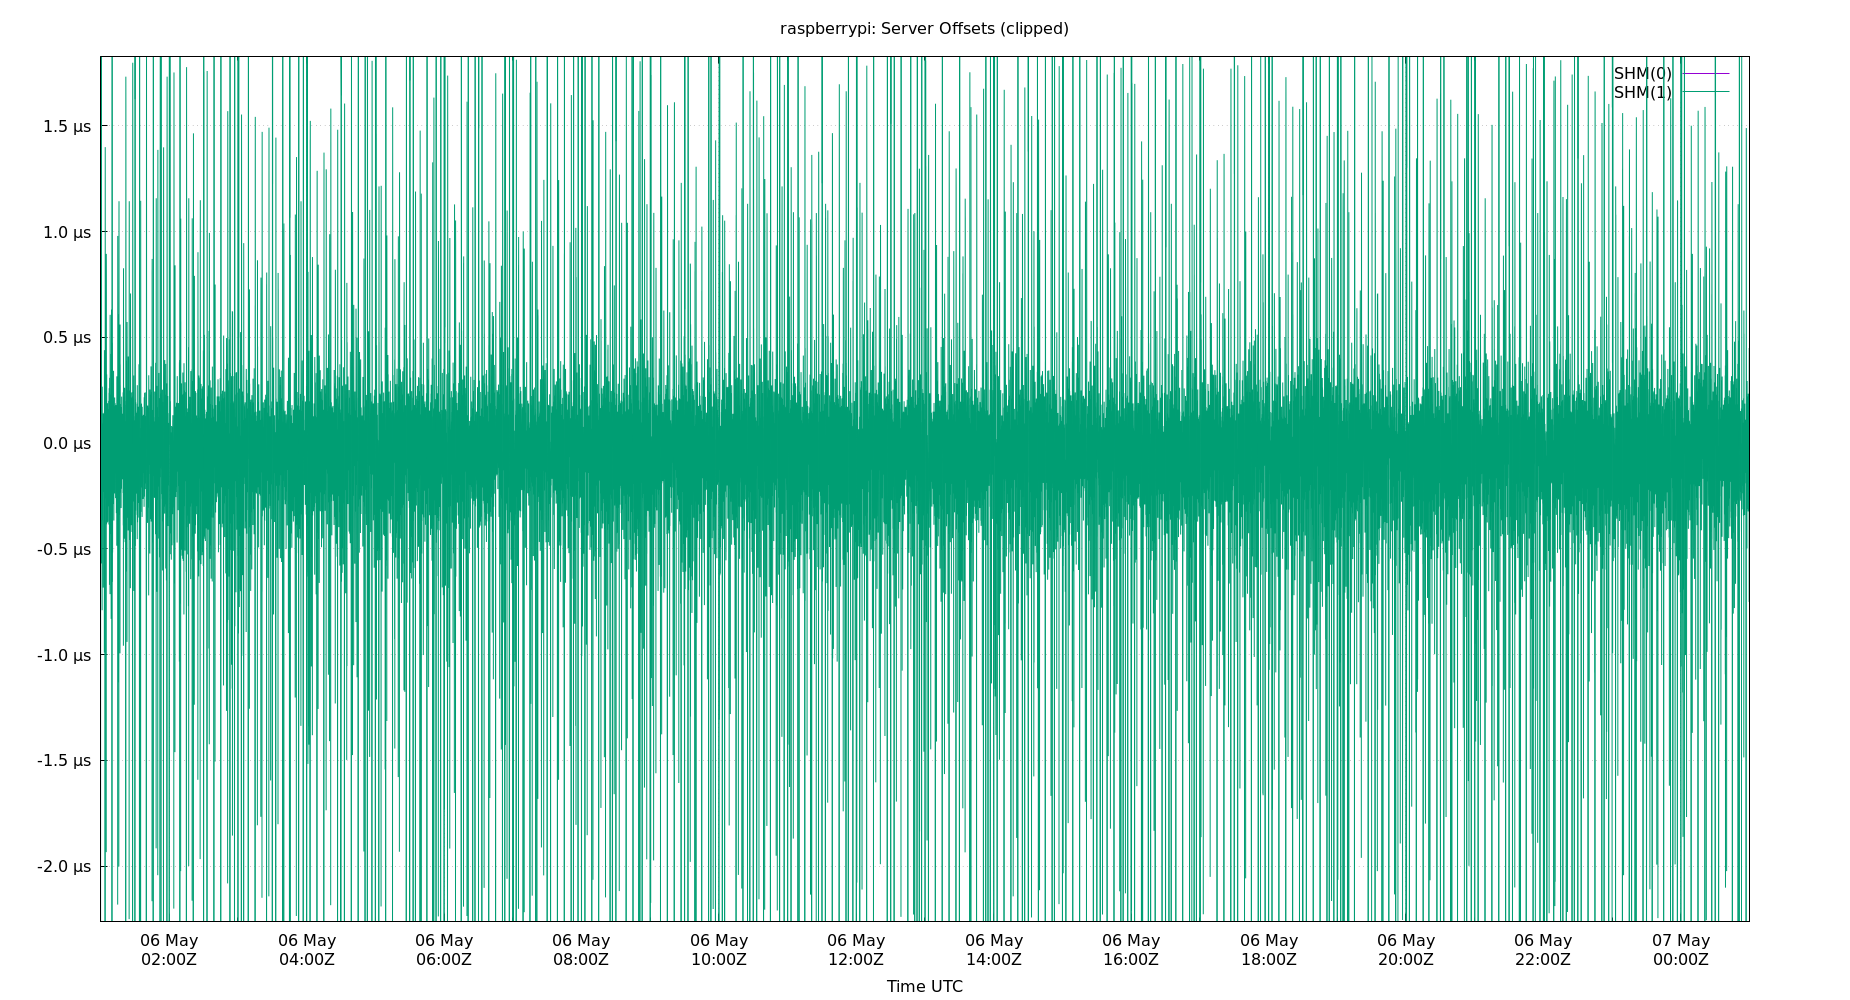 raspberrypi: Server Offsets (clipped)
SHM(0)
SHM(1)
1.5 µs
1.0 µs
0.5 µs
0.0 µs
-0.5 µs
-1.0 µs
-1.5 µs
-2.0 µs
06 May 06 May 06 May 06 May 06 May 06 May 06 May 06 May 06 May 06 May 06 May 07 May
02:00Z 04:00Z 06:00Z 08:00Z 10:00Z 12:00Z 14:00Z 16:00Z 18:00Z 20:00Z 22:00Z 00:00Z
Time UTC